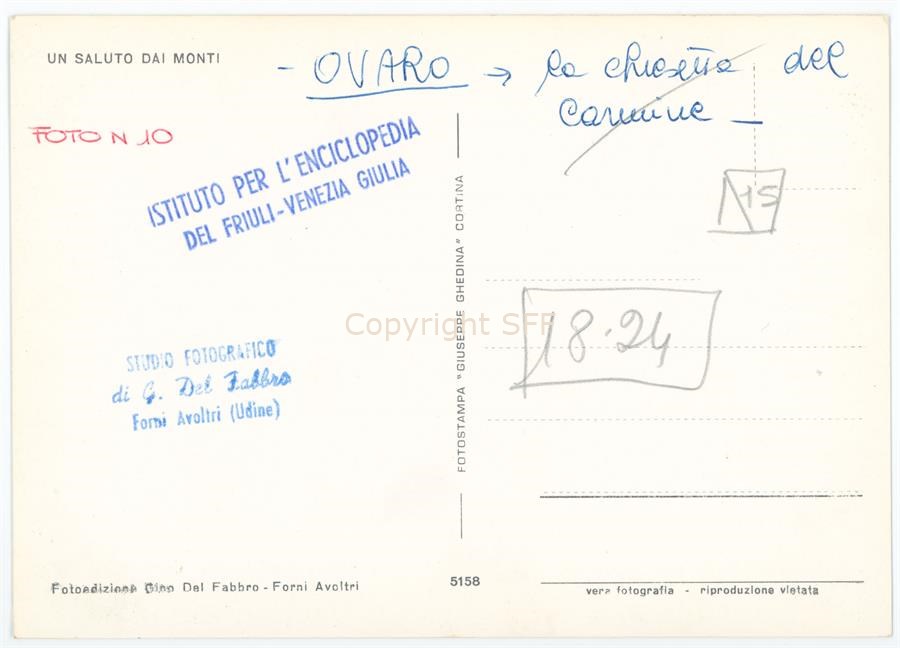 UN SALUTO DAI MONTI
- OVARO → la chiesetta del
Carmine -
FOTO N 10
ISTITUTO PER L'ENCICLOPEDIA
DEL FRIULI-VENEZIA GIULIA
N 15
18.24
Copyright SFF
STUDIO FOTOGRAFICO
di G. Del Fabbro
Forni Avoltri (Udine)
FOTOSTAMPA "GIUSEPPE GHEDINA" CORTINA
Fotoedizione Gino Del Fabbro - Forni Avoltri
5158
vera fotografia - riproduzione vietata